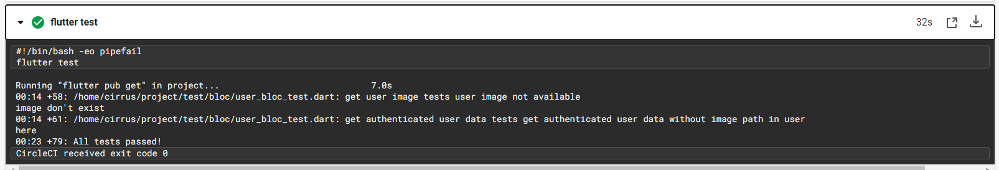 flutter test
32s
#!/bin/bash -eo pipefail
flutter test
Running "flutter pub get" in project... 7.0s
00:14 +58: /home/cirrus/project/test/bloc/user_bloc_test.dart: get user image tests user image not available
image don't exist
00:14 +61: /home/cirrus/project/test/bloc/user_bloc_test.dart: get authenticated user data tests get authenticated user data without image path in user
here
00:23 +79: All tests passed!
CircleCI received exit code 0